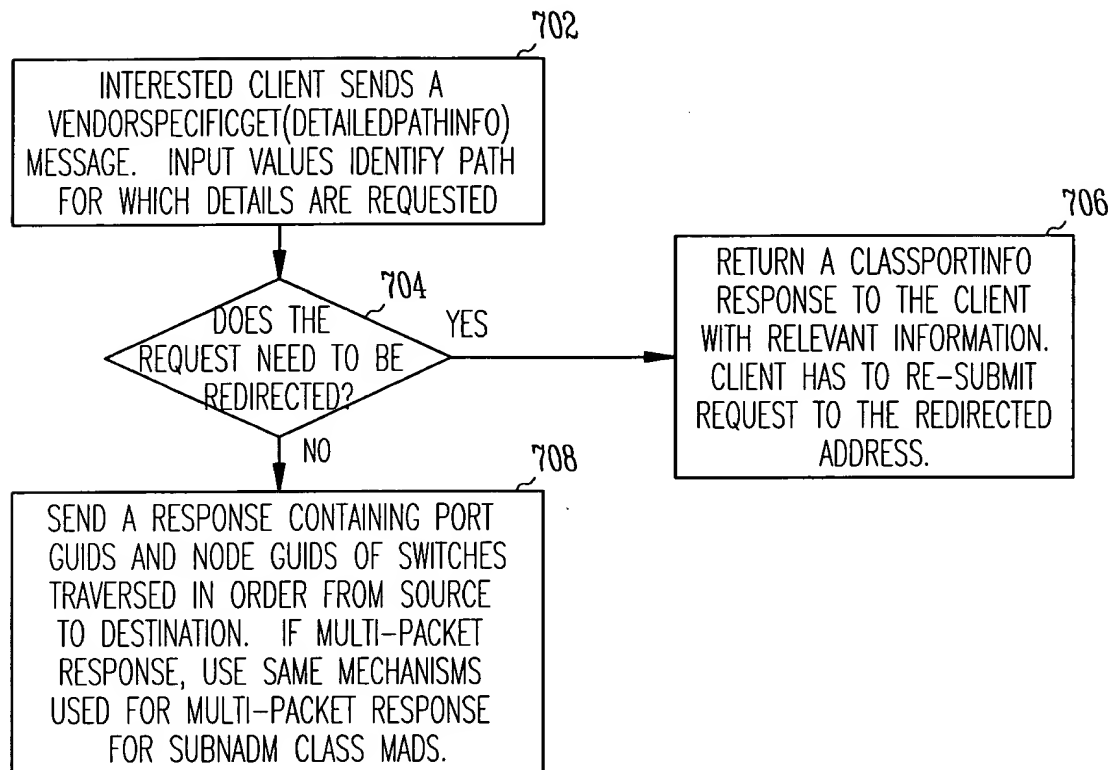 702
INTERESTED CLIENT SENDS A
VENDORSPECIFICGET(DETAILEDPATHINFO)
MESSAGE. INPUT VALUES IDENTIFY PATH
FOR WHICH DETAILS ARE REQUESTED
704
DOES THE
REQUEST NEED TO BE
REDIRECTED?
YES
NO
706
RETURN A CLASSPORTINFO
RESPONSE TO THE CLIENT
WITH RELEVANT INFORMATION.
CLIENT HAS TO RE-SUBMIT
REQUEST TO THE REDIRECTED
ADDRESS.
708
SEND A RESPONSE CONTAINING PORT
GUIDS AND NODE GUIDS OF SWITCHES
TRAVERSED IN ORDER FROM SOURCE
TO DESTINATION. IF MULTI-PACKET
RESPONSE, USE SAME MECHANISMS
USED FOR MULTI-PACKET RESPONSE
FOR SUBNADM CLASS MADS.